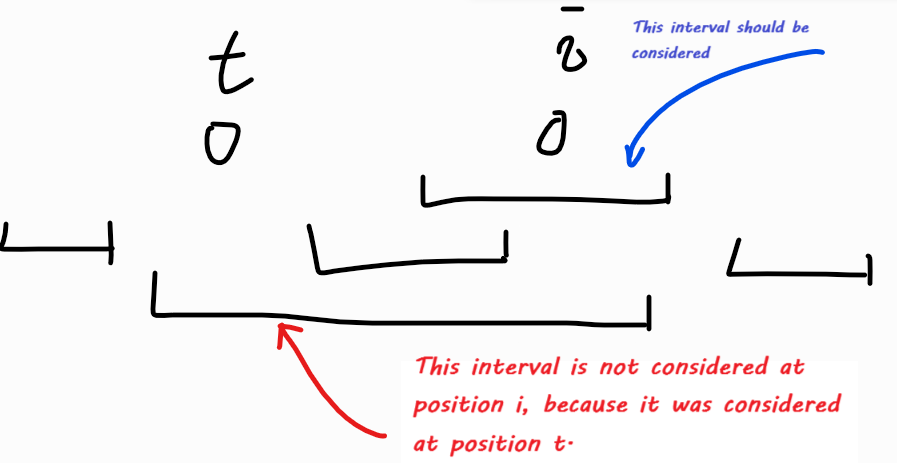 t
i
0
0
This interval should be
considered
This interval is not considered at
position i, because it was considered
at position t.